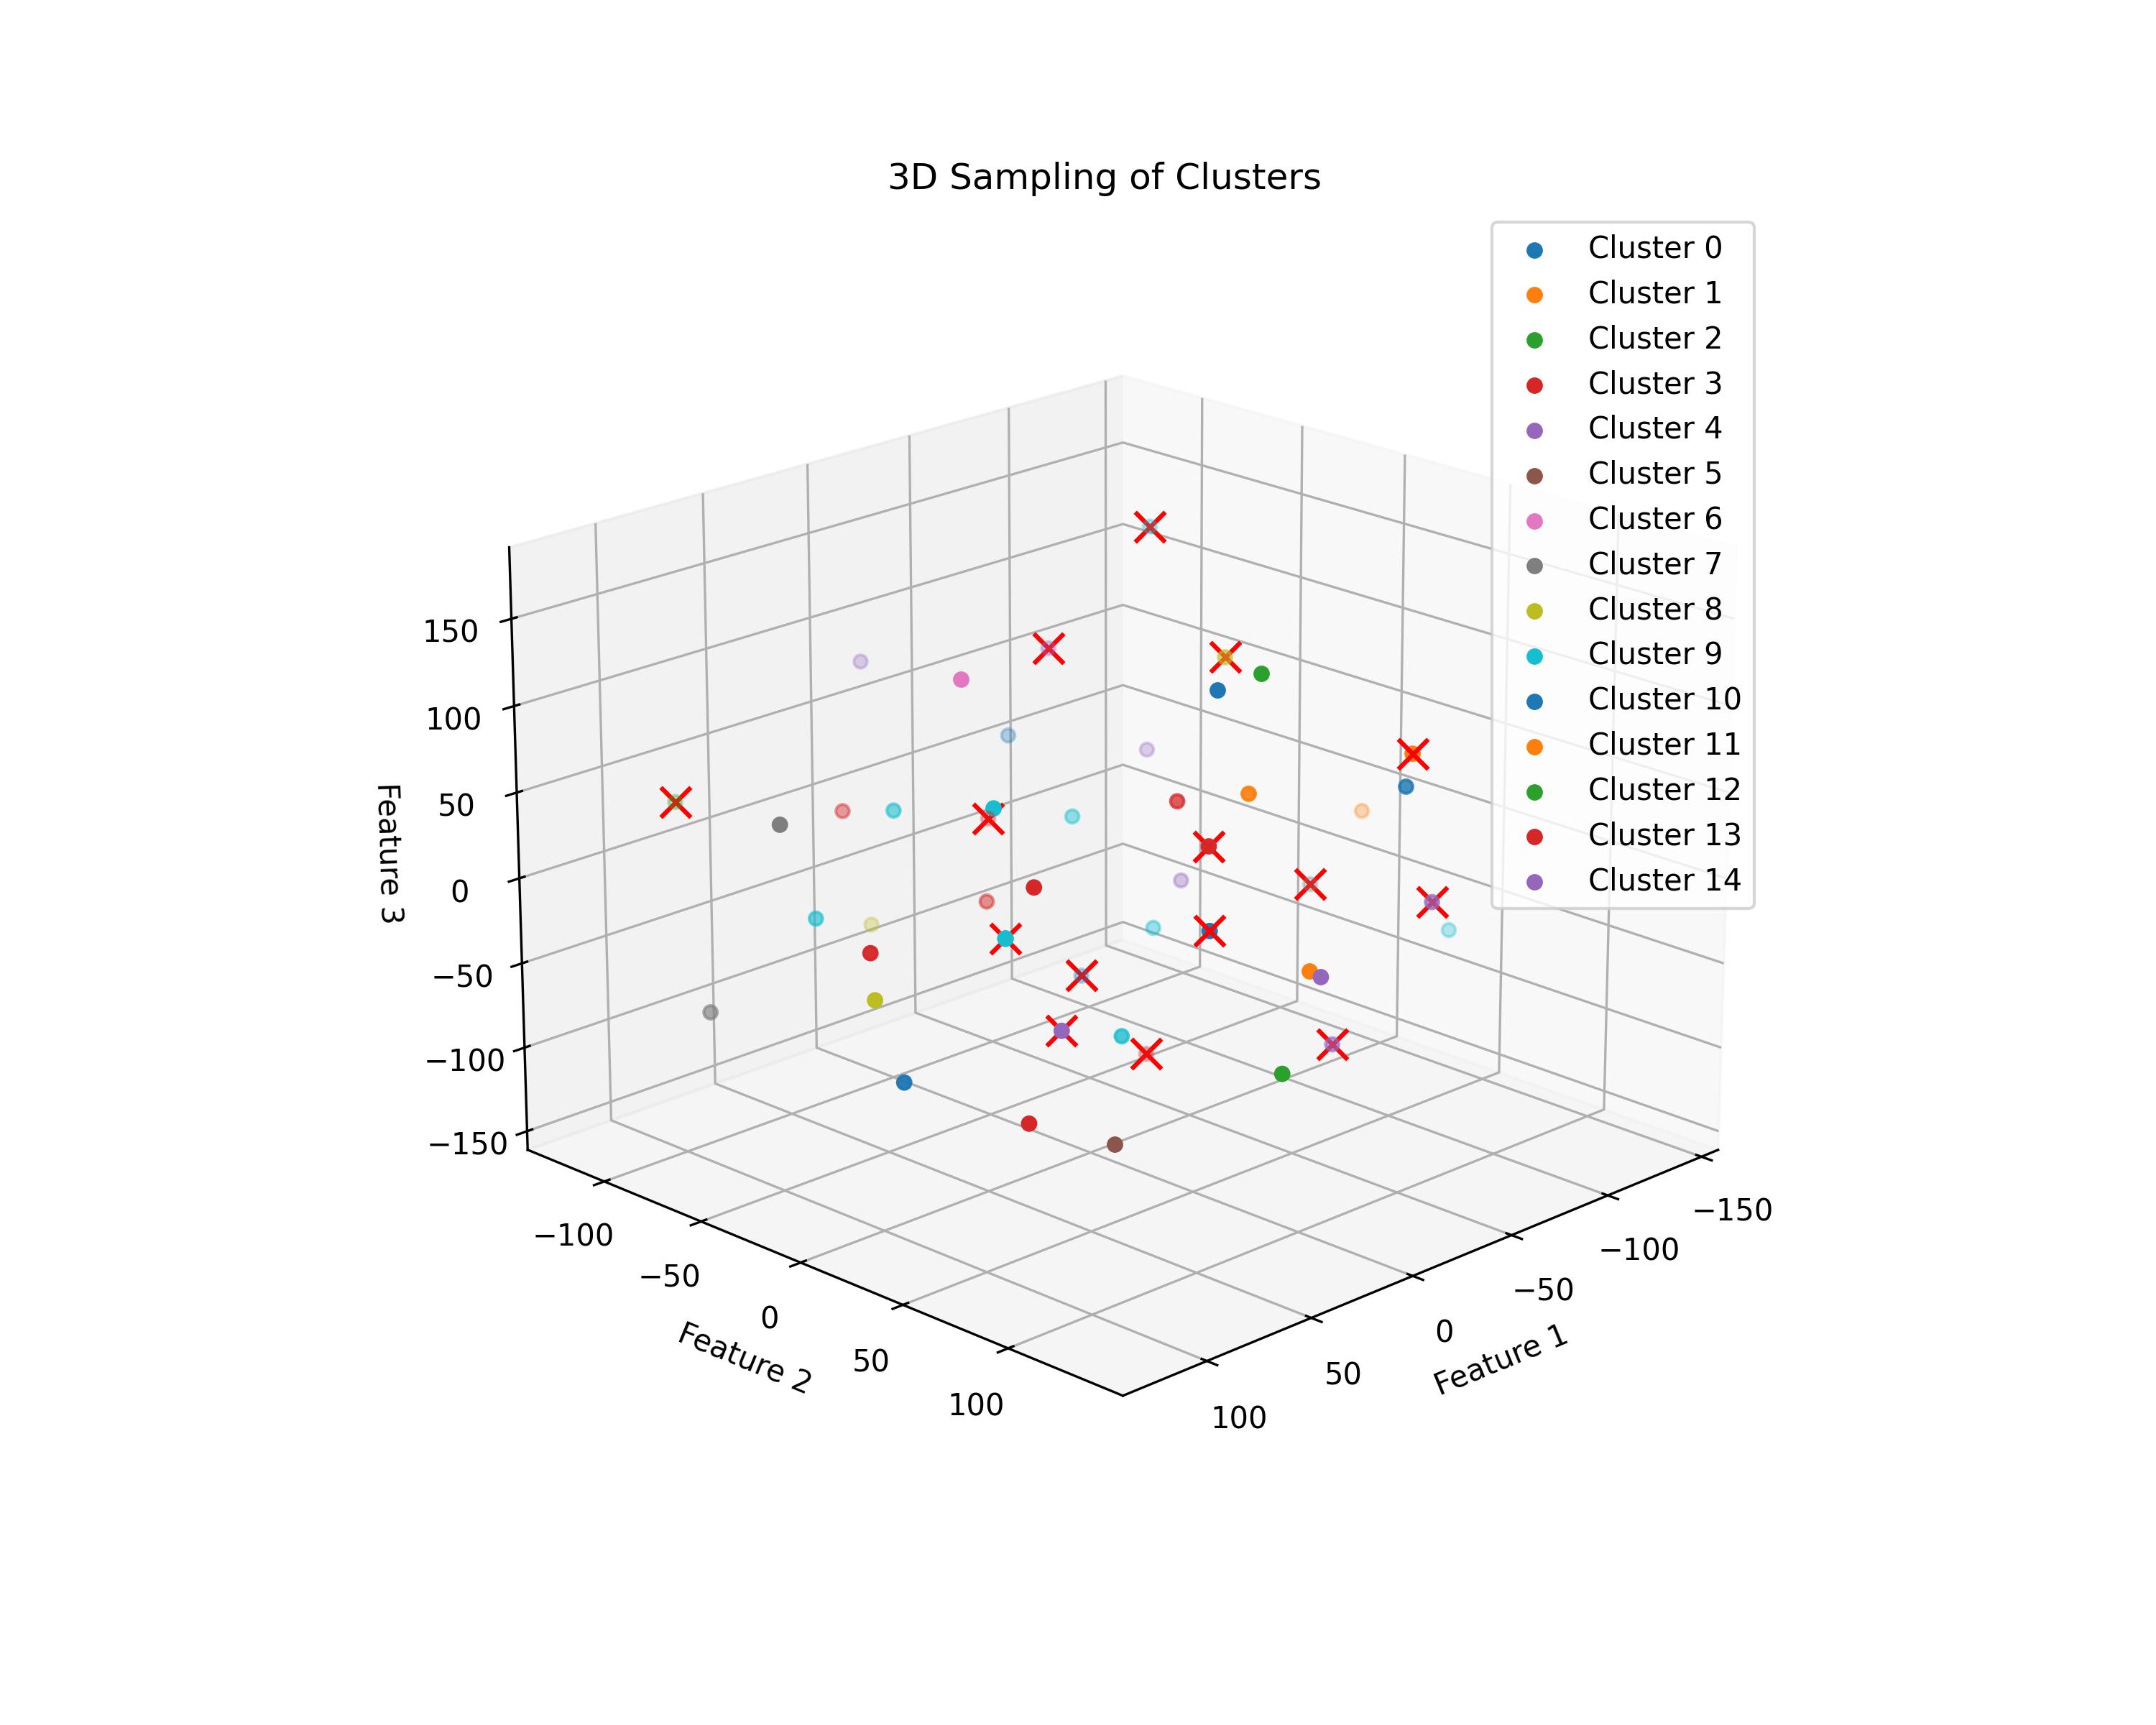 3D Sampling of Clusters
Cluster 0
Cluster 1
Cluster 2
Cluster 3
Cluster 4
Cluster 5
Cluster 6
Cluster 7
Cluster 8
Cluster 9
Cluster 10
Cluster 11
Cluster 12
Cluster 13
Cluster 14
150
100
50
0
−50
−100
−150
Feature 3
−100
−50
0
50
100
Feature 2
−150
−100
−50
0
50
100
Feature 1